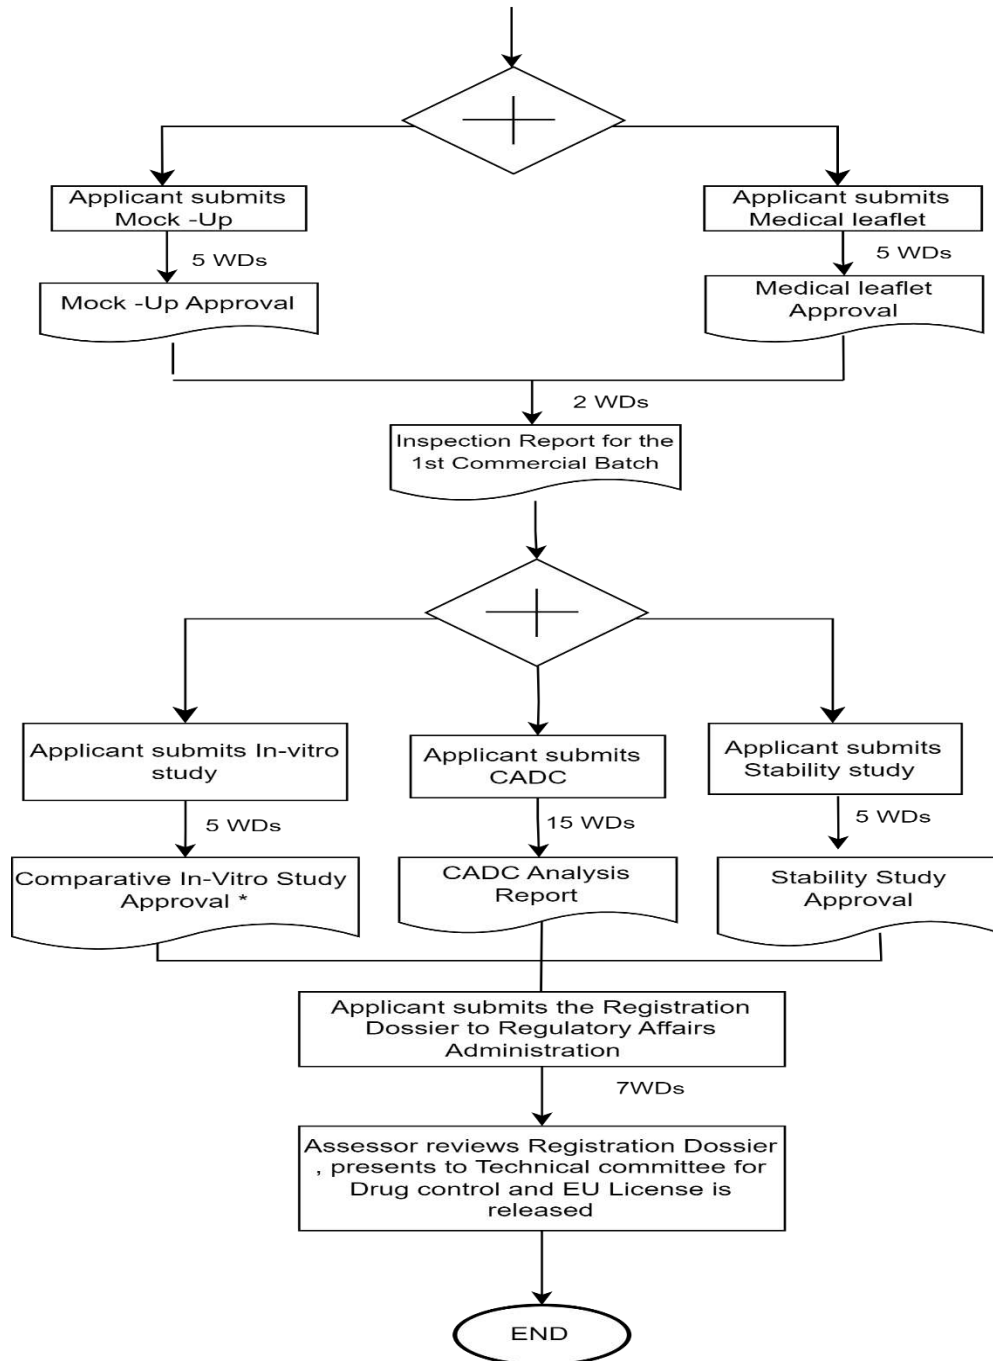 Applicant submits
Mock -Up
Applicant submits
Medical leaflet
5 WDs
5 WDs
Mock -Up Approval
Medical leaflet
Approval
2 WDs
Inspection Report for the
1st Commercial Batch
Applicant submits In-vitro
study
Applicant submits
CADC
Applicant submits
Stability study
5 WDs
15 WDs
5 WDs
Comparative In-Vitro Study
Approval *
CADC Analysis
Report
Stability Study
Approval
Applicant submits the Registration
Dossier to Regulatory Affairs
Administration
7WDs
Assessor reviews Registration Dossier
, presents to Technical committee for
Drug control and EU License is
released
END